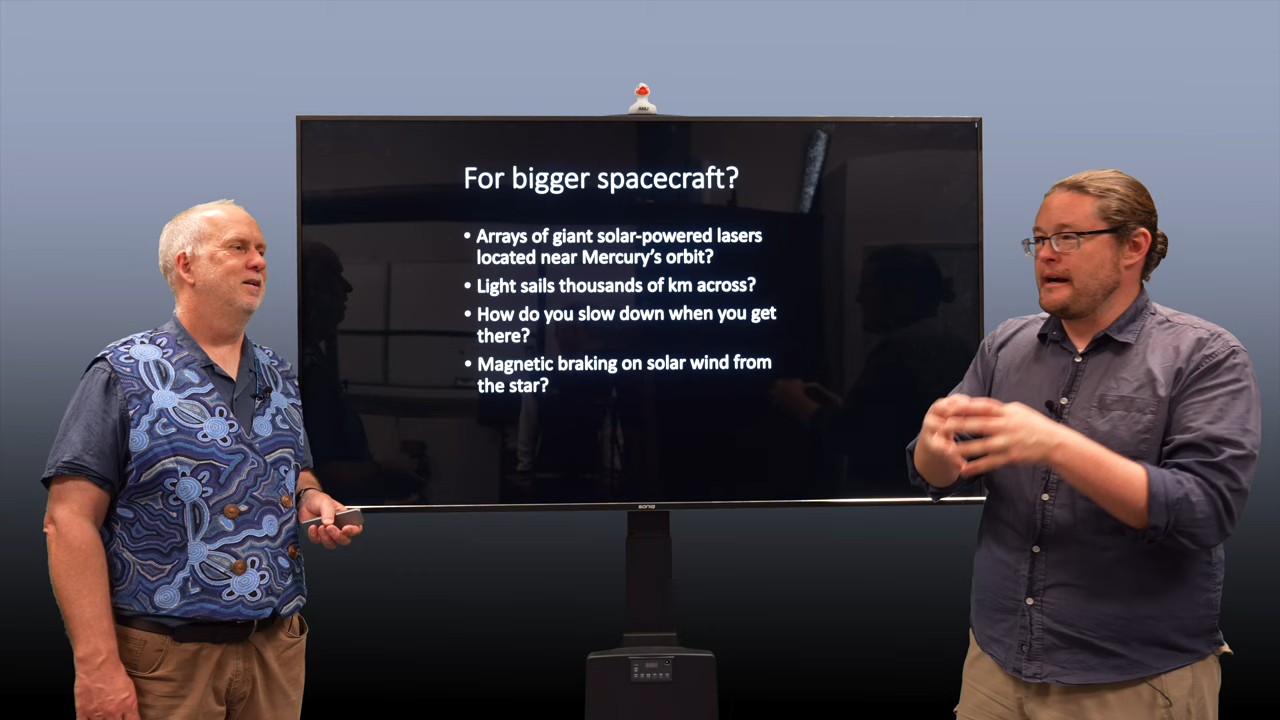 For bigger spacecraft?
• Arrays of giant solar-powered lasers
located near Mercury's orbit?
• Light sails thousands of km across?
• How do you slow down when you get
there?
• Magnetic braking on solar wind from
the star?
soniq